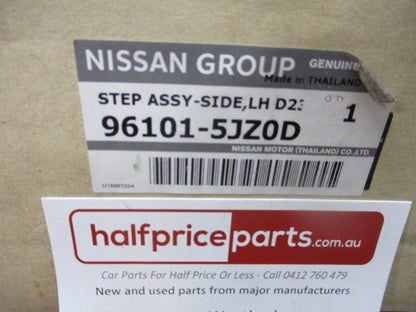 NISSAN GROUP GENUINE
Made in THAILAND
STEP ASSY-SIDE,LH D23
Q'TY
96101-5JZ0D 1
NISSAN MOTOR (THAILAND) CO.,LTD.
U1NMT204
halfpriceparts.com.au
Car Parts For Half Price Or Less - Call 0412 760 479
New and used parts from major manufacturers